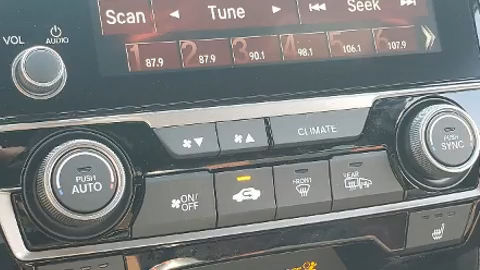 Scan Tune Seek
VOL AUDIO
1 87.9 2 87.9 3 90.1 4 98.1 5 106.1 6 107.9
CLIMATE
PUSH AUTO
PUSH SYNC
ON/OFF
FRONT
REAR